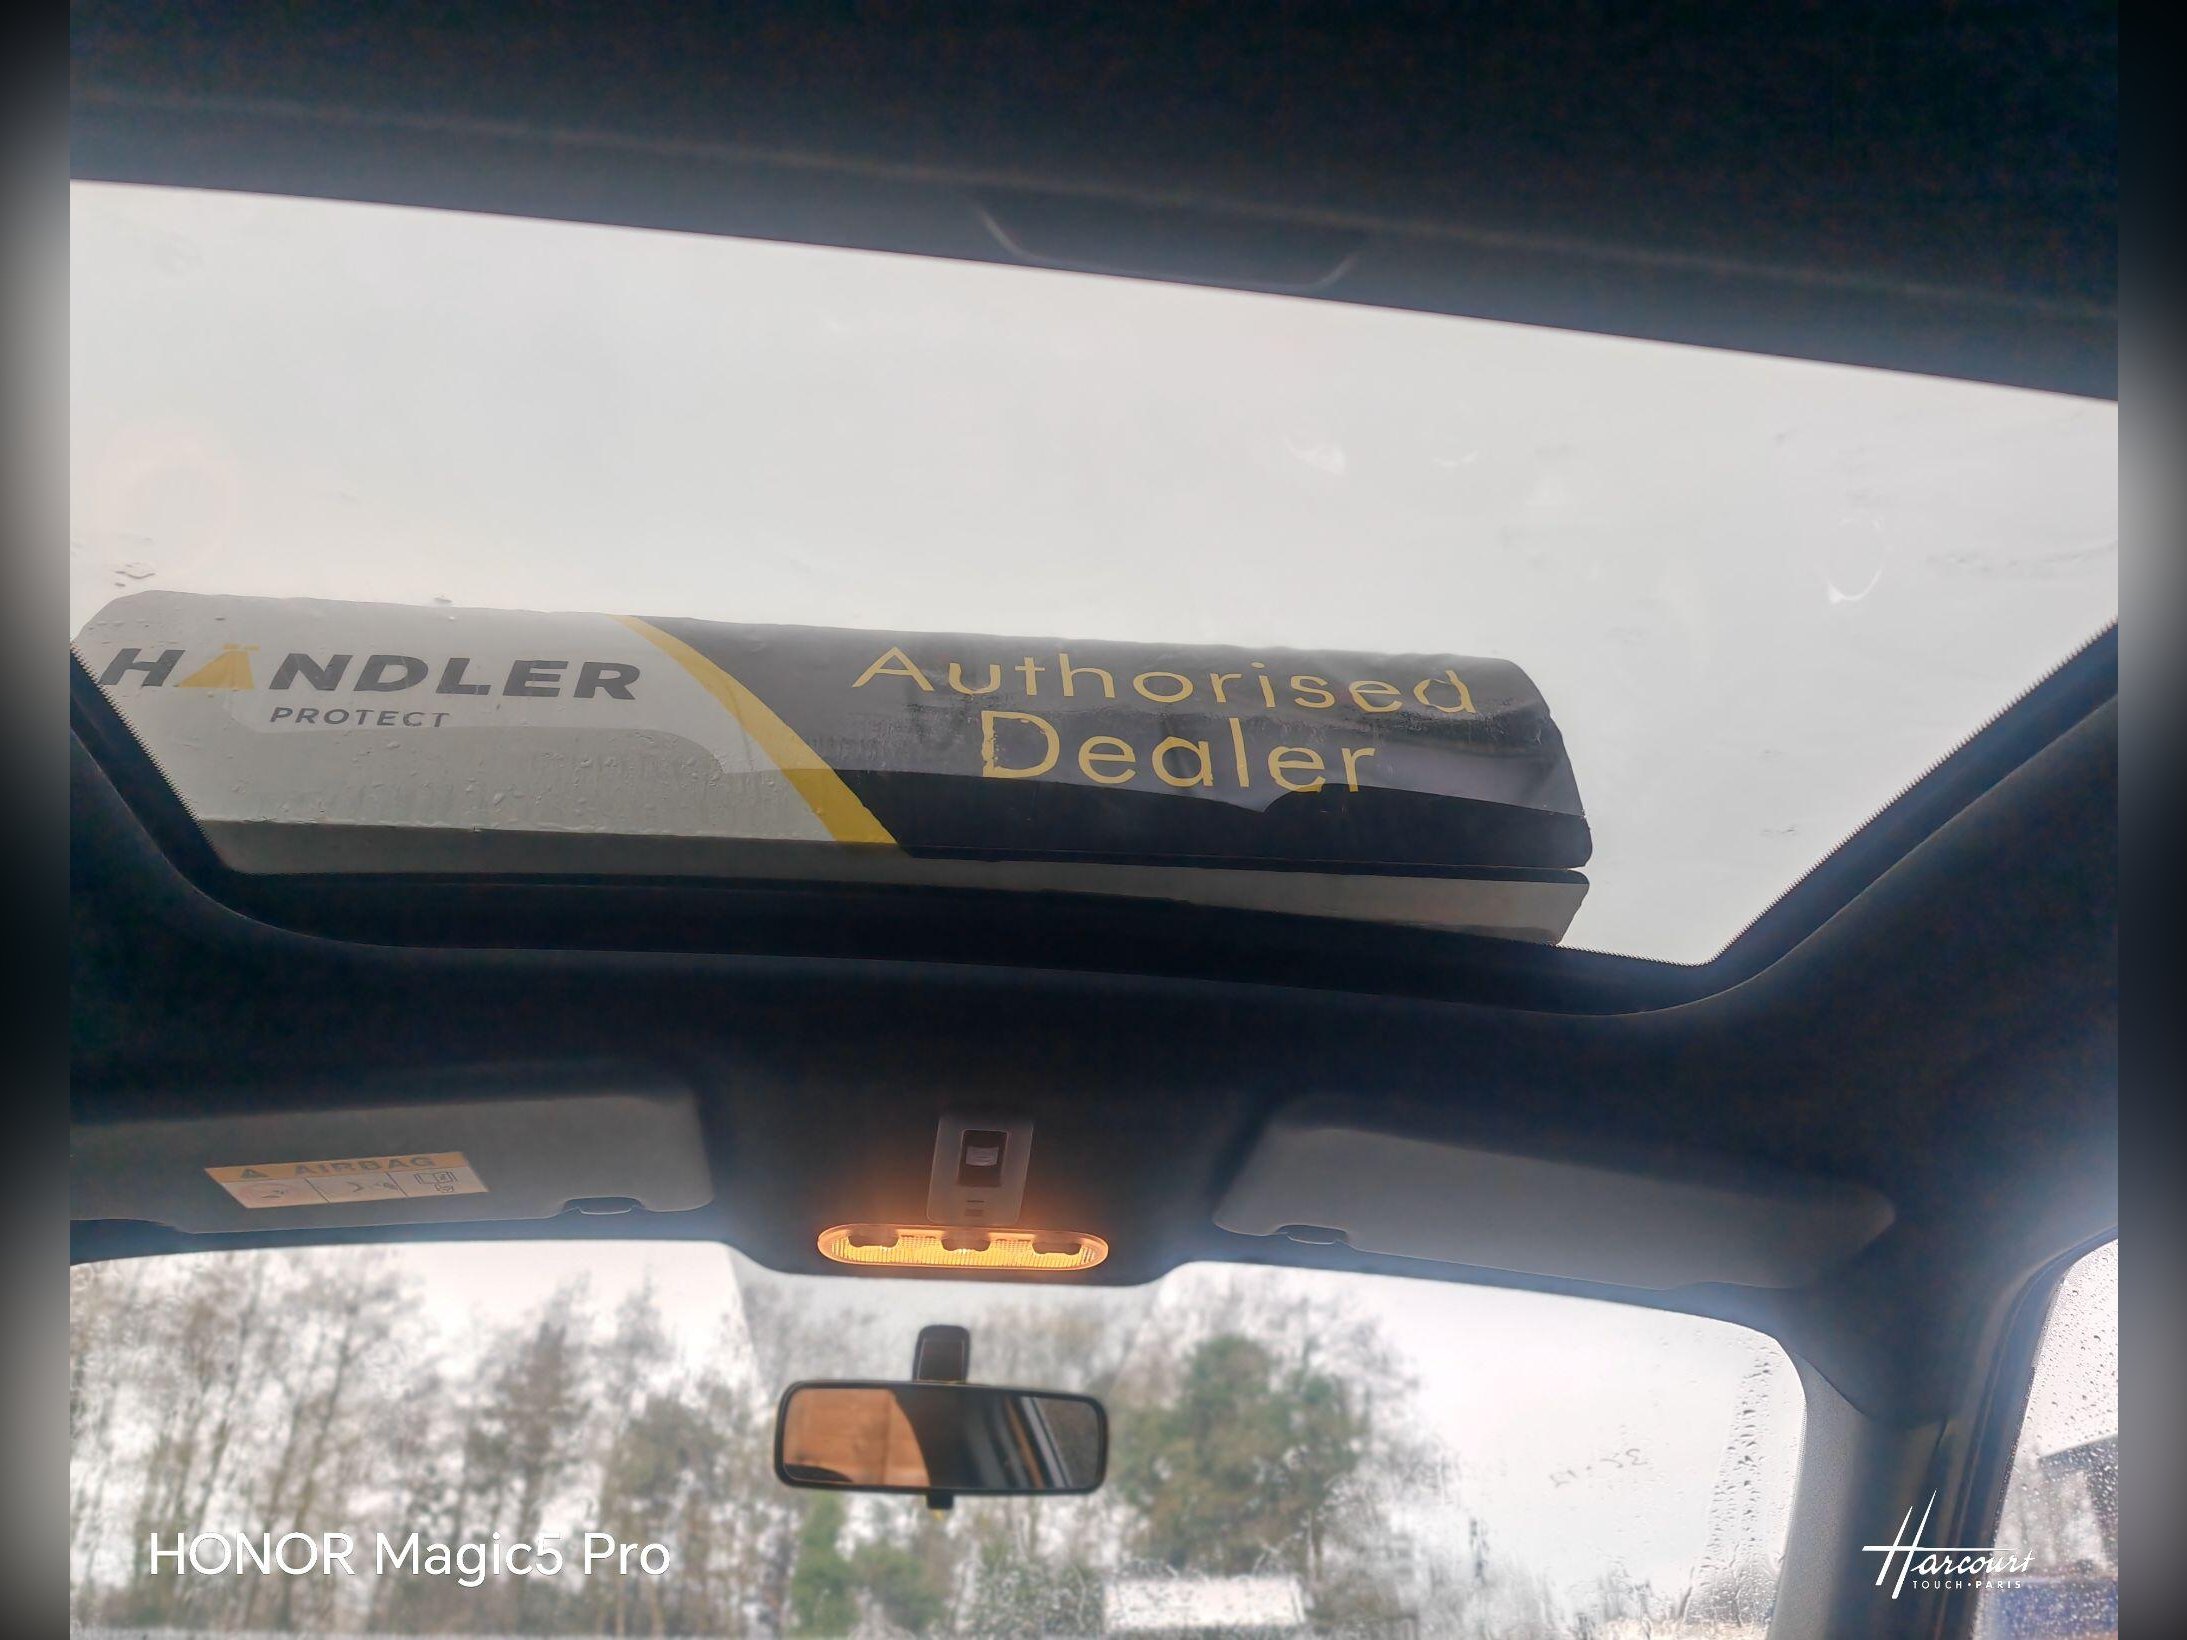 HÄNDLER
PROTECT
Authorised
Dealer
AIRBAG
HONOR Magic5 Pro
Harcourt
TOUCH·PARIS